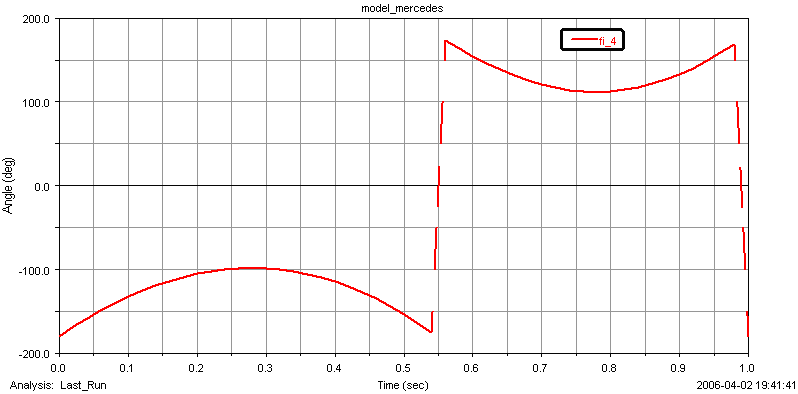 model_mercedes
200.0
100.0
0.0
-100.0
-200.0
Angle (deg)
fi_4
0.0 0.1 0.2 0.3 0.4 0.5 0.6 0.7 0.8 0.9 1.0
Analysis: Last_Run Time (sec) 2006-04-02 19:41:41